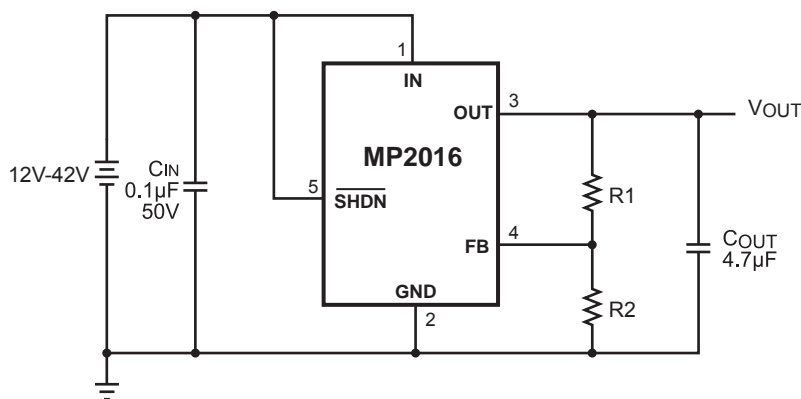 1
IN
OUT
3
VOUT
MP2016
12V-42V
CIN
0.1µF
50V
5
SHDN
R1
4
FB
COUT
4.7µF
GND
2
R2